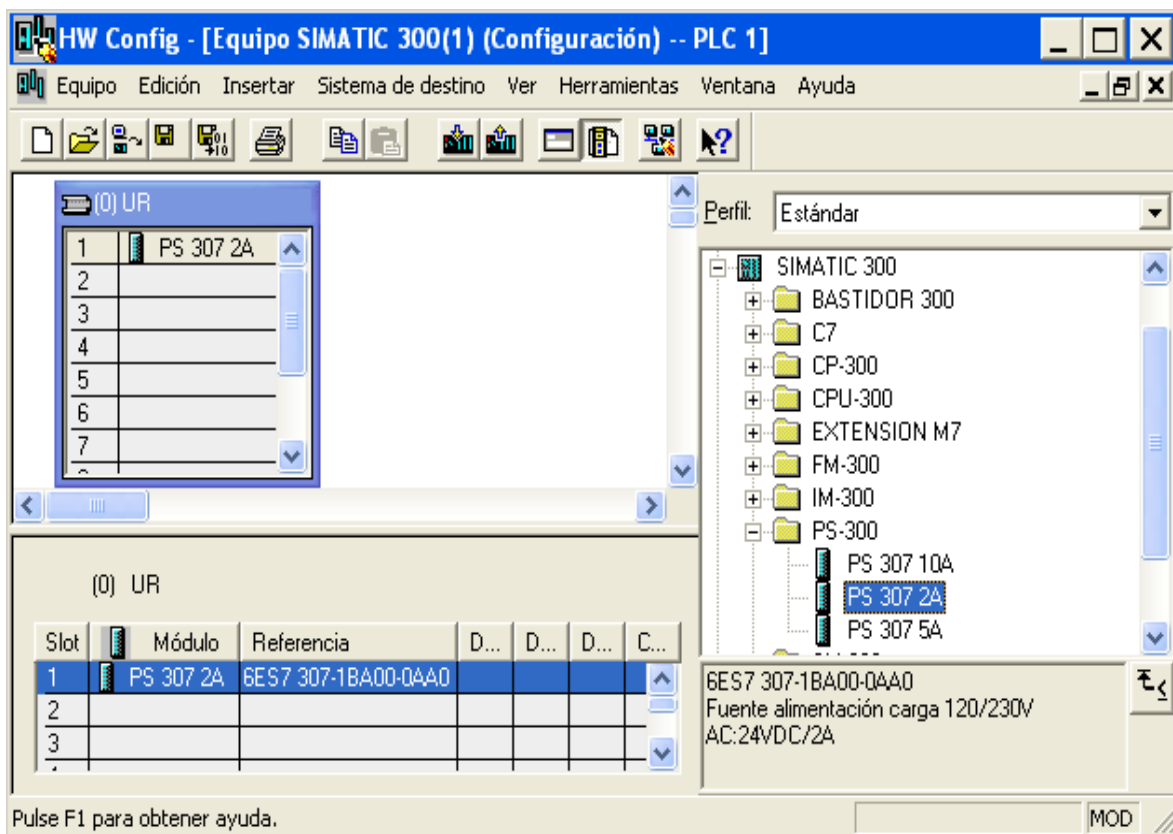 HW Config - [Equipo SIMATIC 300(1) (Configuración) -- PLC 1]
Equipo Edición Insertar Sistema de destino Ver Herramientas Ventana Ayuda
(0) UR
1 PS 307 2A
2
3
4
5
6
7
Perfil: Estándar
SIMATIC 300
BASTIDOR 300
C7
CP-300
CPU-300
EXTENSION M7
FM-300
IM-300
PS-300
PS 307 10A
PS 307 2A
PS 307 5A
(0) UR
Slot Módulo Referencia D... D... D... C...
1 PS 307 2A 6ES7 307-1BA00-0AA0
2
3
6ES7 307-1BA00-0AA0
Fuente alimentación carga 120/230V
AC:24VDC/2A
Pulse F1 para obtener ayuda. MOD